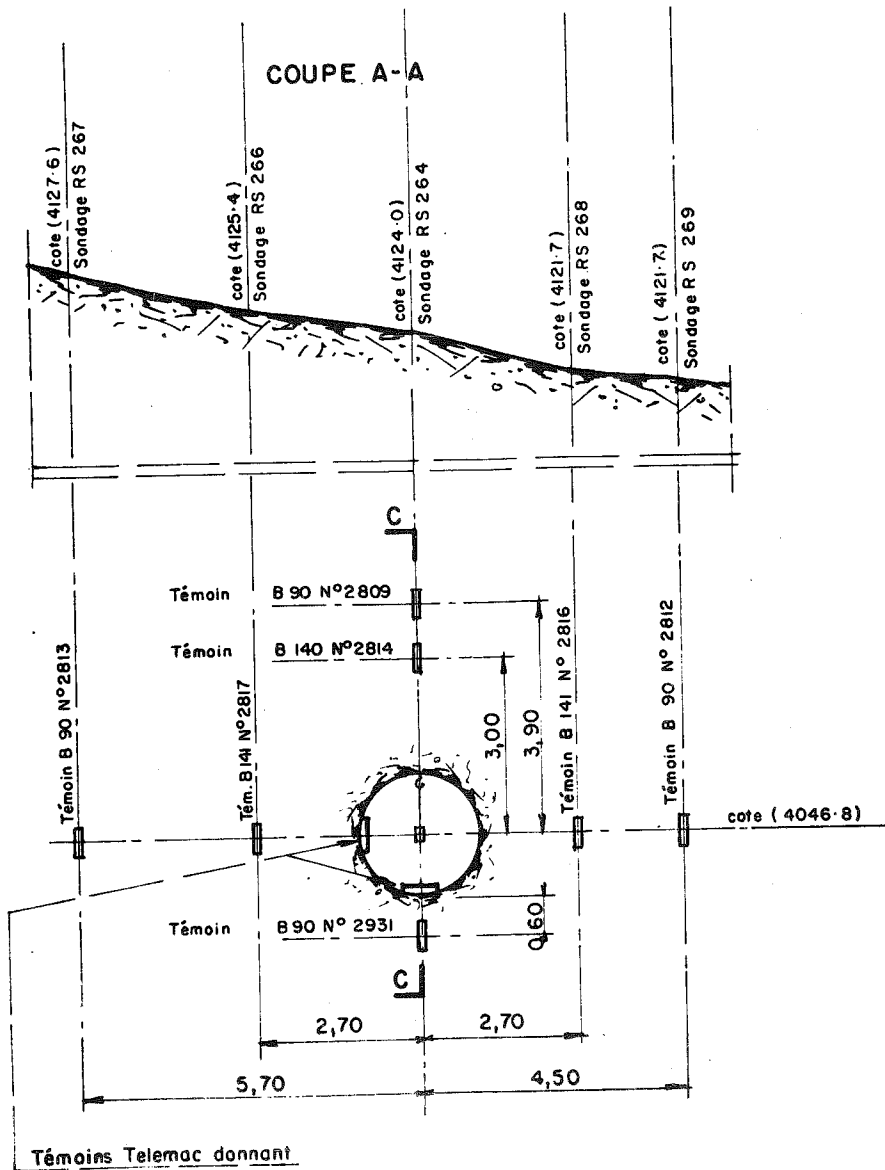 COUPE A-A
cote (4127·6)
Sondage RS 267
cote (4125·4)
Sondage RS 266
cote (4124·0)
Sondage RS 264
cote (4121·7)
Sondage RS 268
cote (4121·7)
Sondage RS 269
C
Témoin B 90 N°2809
Témoin B 140 N°2814
Témoin B 90 N°2813
Tém. B 141 N°2817
3,00
3,90
Témoin B 141 N° 2816
Témoin B 90 N° 2812
cote (4046·8)
Témoin B 90 N° 2931
0,60
C
2,70
2,70
5,70
4,50
Témoins Telemac donnant